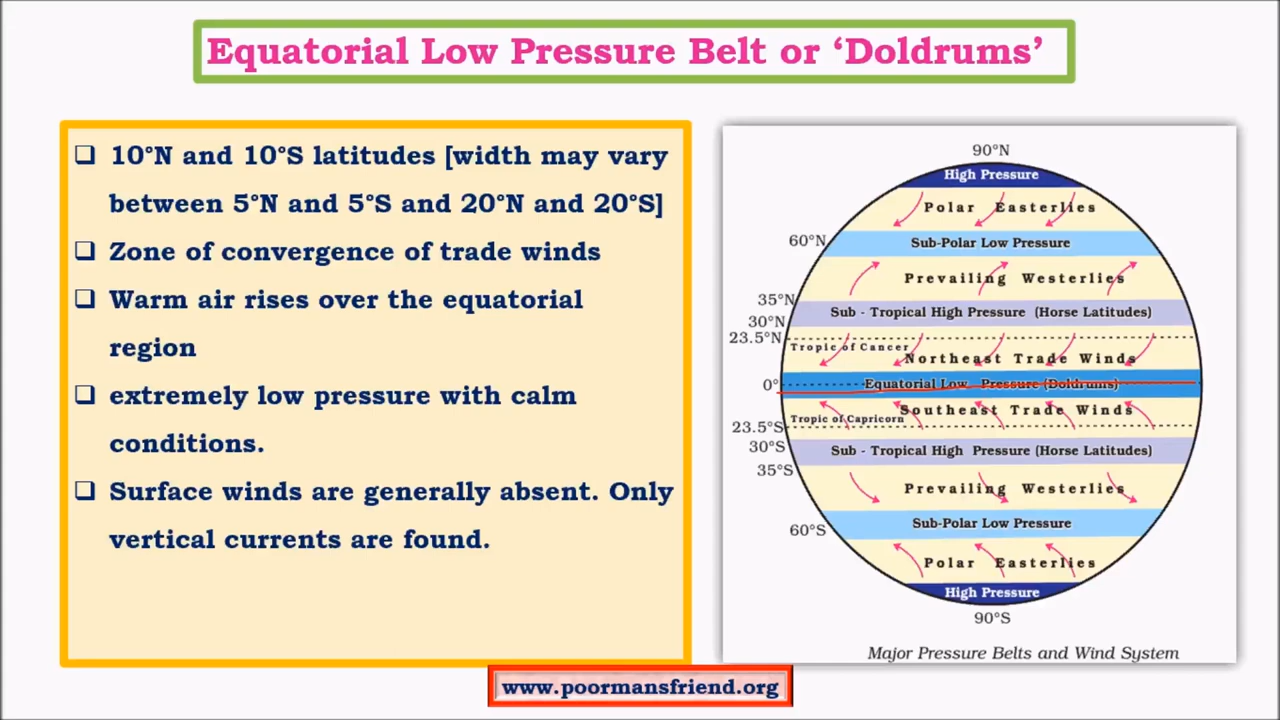 Equatorial Low Pressure Belt or ‘Doldrums’
❑ 10°N and 10°S latitudes [width may vary
between 5°N and 5°S and 20°N and 20°S]
❑ Zone of convergence of trade winds
❑ Warm air rises over the equatorial
region
❑ extremely low pressure with calm
conditions.
❑ Surface winds are generally absent. Only
vertical currents are found.
90°N
High Pressure
Polar Easterlies
60°N
Sub-Polar Low Pressure
Prevailing Westerlies
35°N
Sub - Tropical High Pressure (Horse Latitudes)
30°N
23.5°N
Tropic of Cancer
Northeast Trade Winds
0°
Equatorial Low Pressure (Doldrums)
Southeast Trade Winds
Tropic of Capricorn
23.5°S
30°S
Sub - Tropical High Pressure (Horse Latitudes)
35°S
Prevailing Westerlies
Sub-Polar Low Pressure
60°S
Polar Easterlies
High Pressure
90°S
Major Pressure Belts and Wind System
www.poormansfriend.org